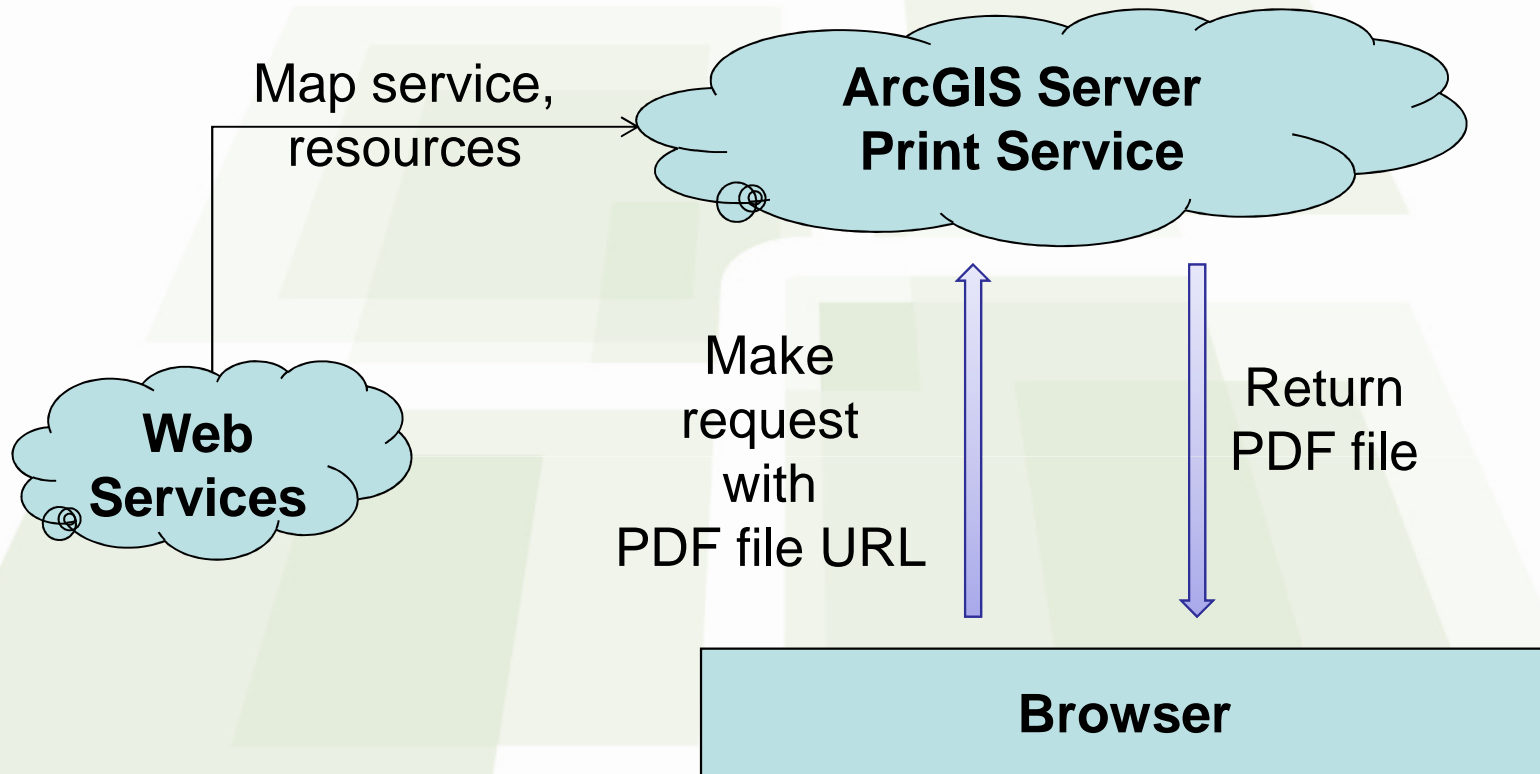 Map service,
resources
ArcGIS Server
Print Service
Web
Services
Make
request
with
PDF file URL
Return
PDF file
Browser